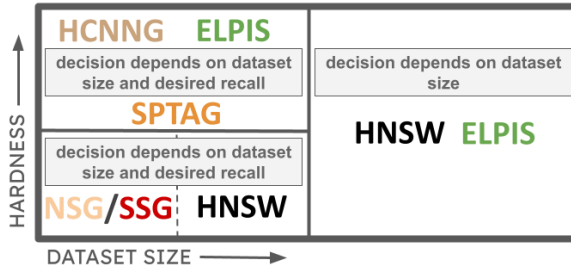 HCNNG ELPIS
decision depends on dataset
size and desired recall
SPTAG
decision depends on dataset
size and desired recall
NSG/SSG HNSW
decision depends on dataset
size
HNSW ELPIS
HARDNESS
DATASET SIZE